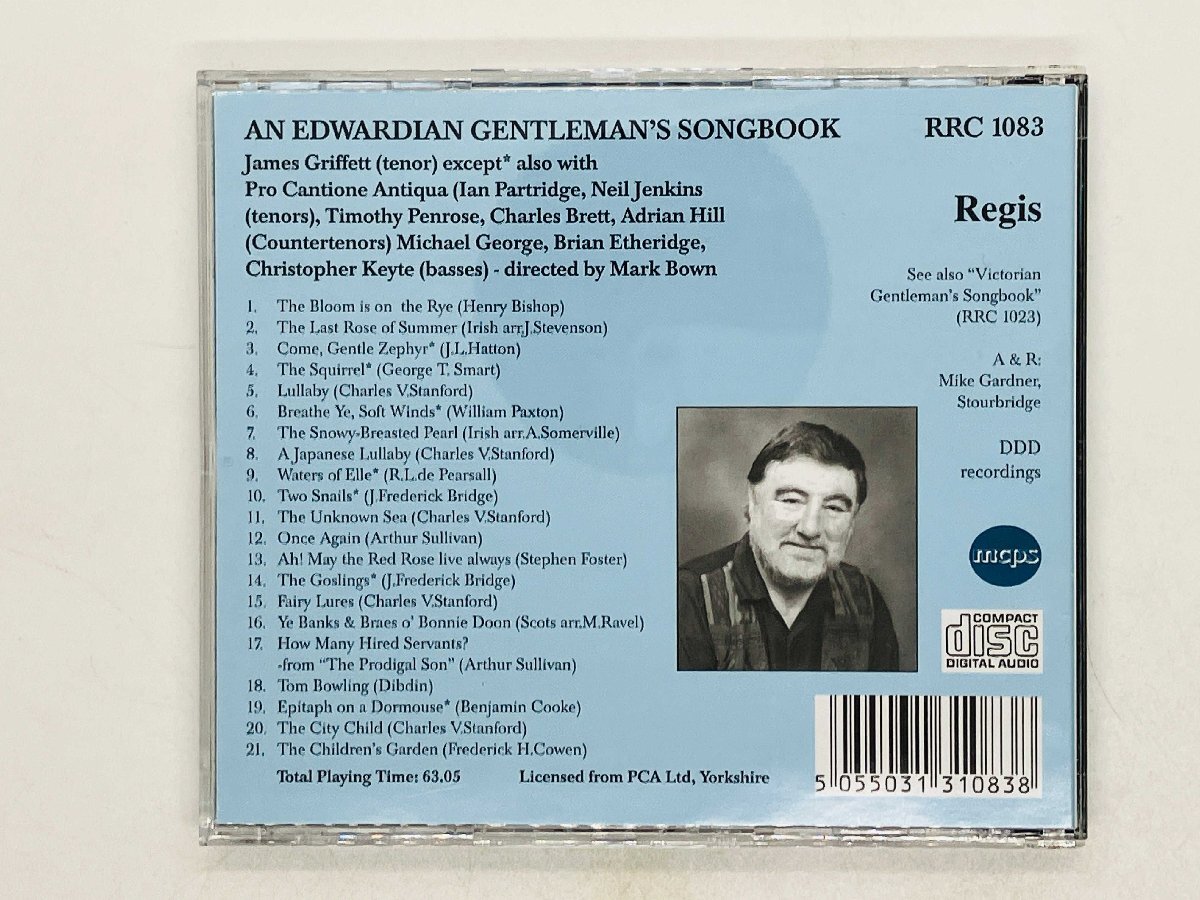 AN EDWARDIAN GENTLEMAN'S SONGBOOK
RRC 1083
James Griffett (tenor) except* also with
Pro Cantione Antiqua (Ian Partridge, Neil Jenkins
(tenors), Timothy Penrose, Charles Brett, Adrian Hill
(Countertenors) Michael George, Brian Etheridge,
Christopher Keyte (basses) - directed by Mark Bown
Regis
See also "Victorian
Gentleman's Songbook"
(RRC 1023)
A & R:
Mike Gardner,
Stourbridge
DDD
recordings
1. The Bloom is on the Rye (Henry Bishop)
2. The Last Rose of Summer (Irish arr.J.Stevenson)
3. Come, Gentle Zephyr* (J.L.Hatton)
4. The Squirrel* (George T. Smart)
5. Lullaby (Charles V.Stanford)
6. Breathe Ye, Soft Winds* (William Paxton)
7. The Snowy-Breasted Pearl (Irish arr.A.Somerville)
8. A Japanese Lullaby (Charles V.Stanford)
9. Waters of Elle* (R.L.de Pearsall)
10. Two Snails* (J.Frederick Bridge)
11. The Unknown Sea (Charles V.Stanford)
12. Once Again (Arthur Sullivan)
13. Ah! May the Red Rose live always (Stephen Foster)
14. The Goslings* (J.Frederick Bridge)
15. Fairy Lures (Charles V.Stanford)
16. Ye Banks & Braes o' Bonnie Doon (Scots arr.M.Ravel)
17. How Many Hired Servants?
-from "The Prodigal Son" (Arthur Sullivan)
18. Tom Bowling (Dibdin)
19. Epitaph on a Dormouse* (Benjamin Cooke)
20. The City Child (Charles V.Stanford)
21. The Children's Garden (Frederick H.Cowen)
Total Playing Time: 63.05
Licensed from PCA Ltd, Yorkshire
mcps
COMPACT
disc
DIGITAL AUDIO
5 055031 310838